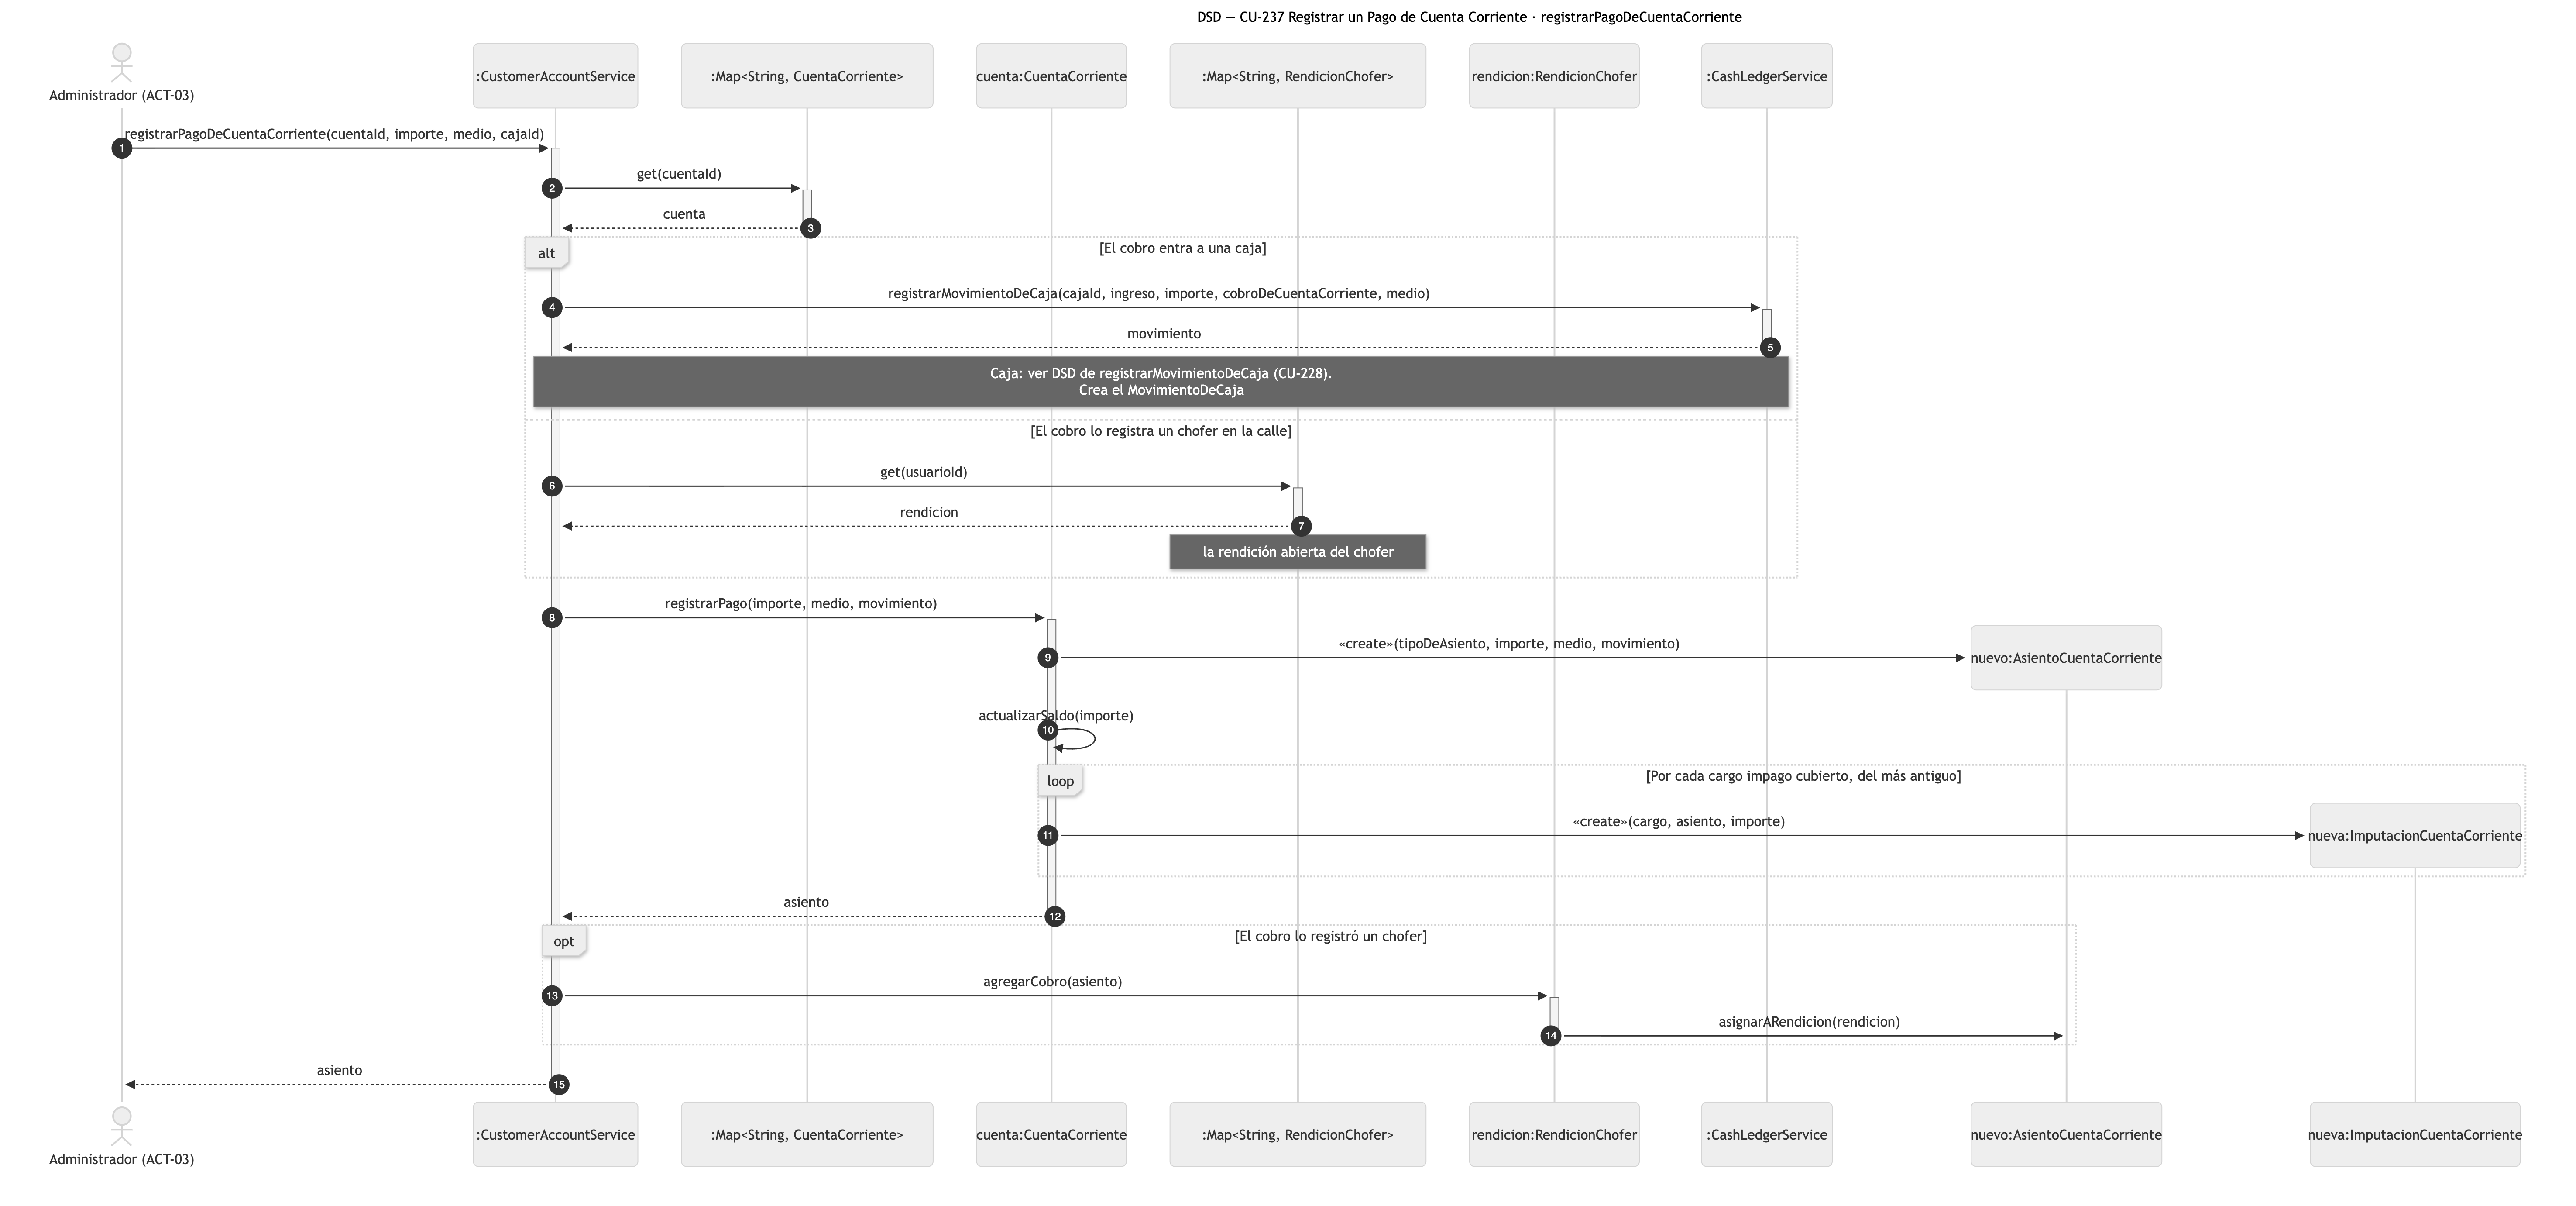 DSD — CU-237 Registrar un Pago de Cuenta Corriente · registrarPagoDeCuentaCorriente
Administrador (ACT-03)
:CustomerAccountService
:Map<String, CuentaCorriente>
cuenta:CuentaCorriente
:Map<String, RendicionChofer>
rendicion:RendicionChofer
:CashLedgerService
registrarPagoDeCuentaCorriente(cuentaId, importe, medio, cajaId)
1
get(cuentaId)
2
cuenta
3
alt
[El cobro entra a una caja]
registrarMovimientoDeCaja(cajaId, ingreso, importe, cobroDeCuentaCorriente, medio)
4
movimiento
5
Caja: ver DSD de registrarMovimientoDeCaja (CU-228).
Crea el MovimientoDeCaja
[El cobro lo registra un chofer en la calle]
get(usuarioId)
6
rendicion
7
la rendición abierta del chofer
registrarPago(importe, medio, movimiento)
8
«create»(tipoDeAsiento, importe, medio, movimiento)
9
nuevo:AsientoCuentaCorriente
actualizarSaldo(importe)
10
loop
[Por cada cargo impago cubierto, del más antiguo]
«create»(cargo, asiento, importe)
11
nueva:ImputacionCuentaCorriente
asiento
12
opt
[El cobro lo registró un chofer]
agregarCobro(asiento)
13
asignarARendicion(rendicion)
14
asiento
15
Administrador (ACT-03)
:CustomerAccountService
:Map<String, CuentaCorriente>
cuenta:CuentaCorriente
:Map<String, RendicionChofer>
rendicion:RendicionChofer
:CashLedgerService
nuevo:AsientoCuentaCorriente
nueva:ImputacionCuentaCorriente